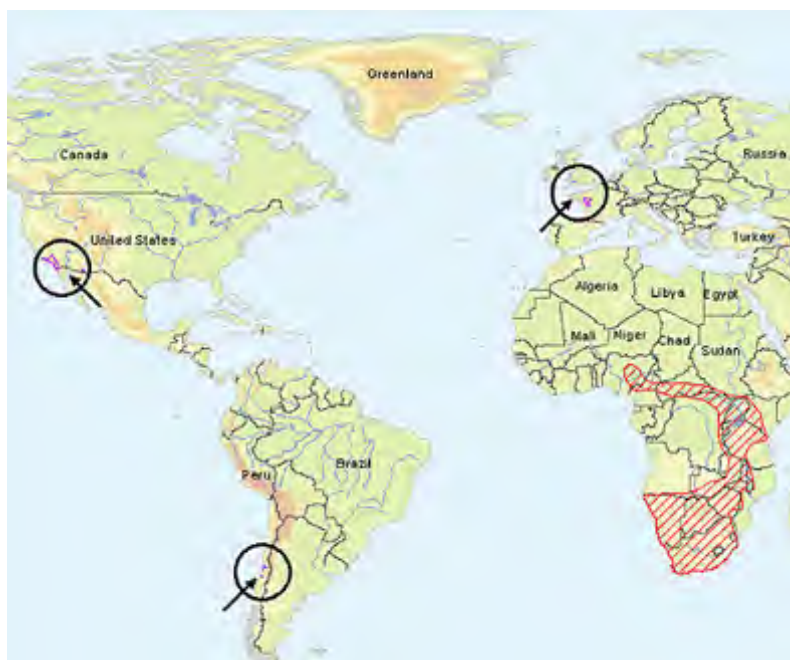 Greenland
Canada
Russia
United States
Turkey
Algeria
Libya
Egypt
Mali
Niger
Chad
Sudan
Brazil
Peru